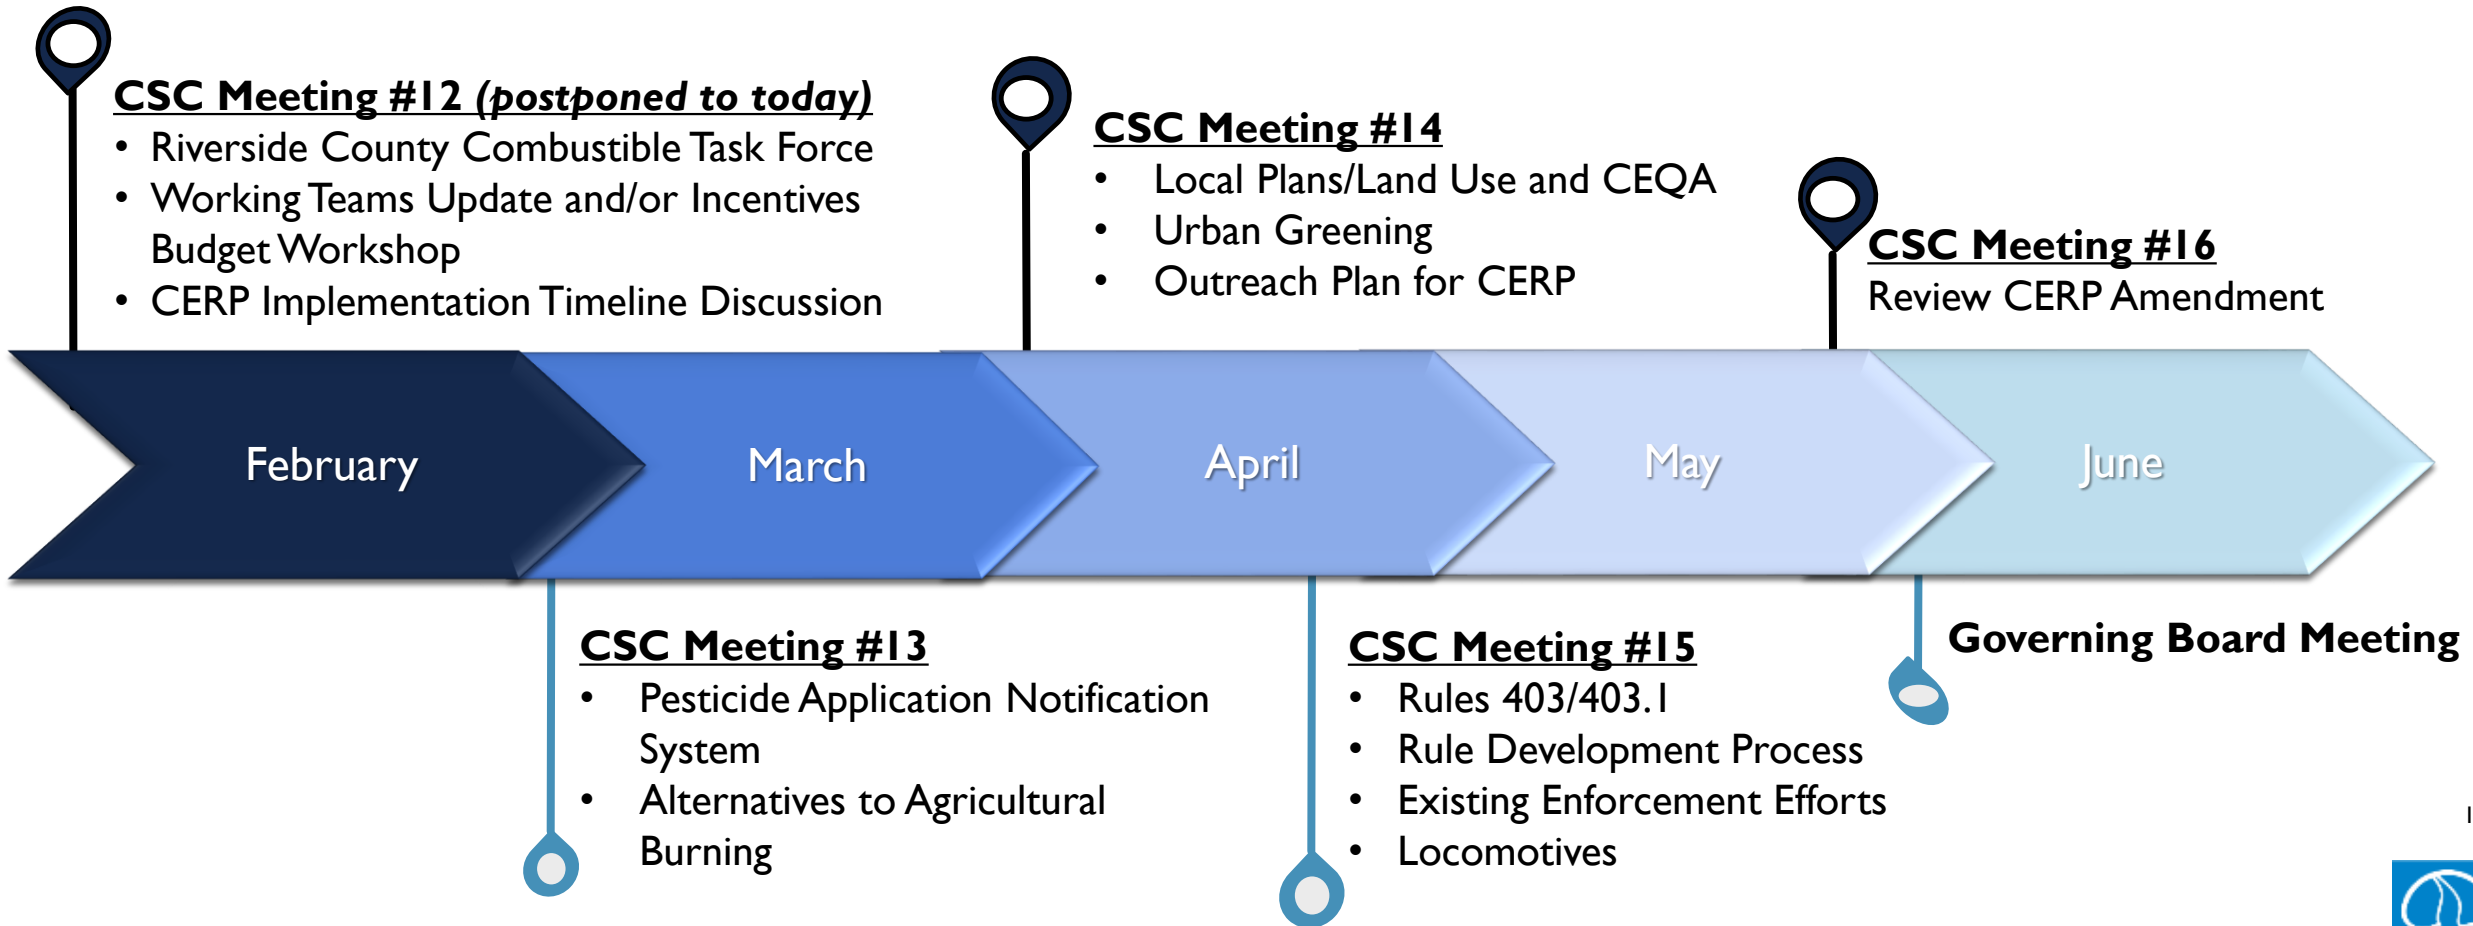 CSC Meeting #12 (postponed to today)
• Riverside County Combustible Task Force
• Working Teams Update and/or Incentives
Budget Workshop
• CERP Implementation Timeline Discussion
CSC Meeting #14
• Local Plans/Land Use and CEQA
• Urban Greening
• Outreach Plan for CERP
CSC Meeting #16
Review CERP Amendment
February
March
April
May
June
CSC Meeting #13
• Pesticide Application Notification
System
• Alternatives to Agricultural
Burning
CSC Meeting #15
• Rules 403/403.1
• Rule Development Process
• Existing Enforcement Efforts
• Locomotives
Governing Board Meeting